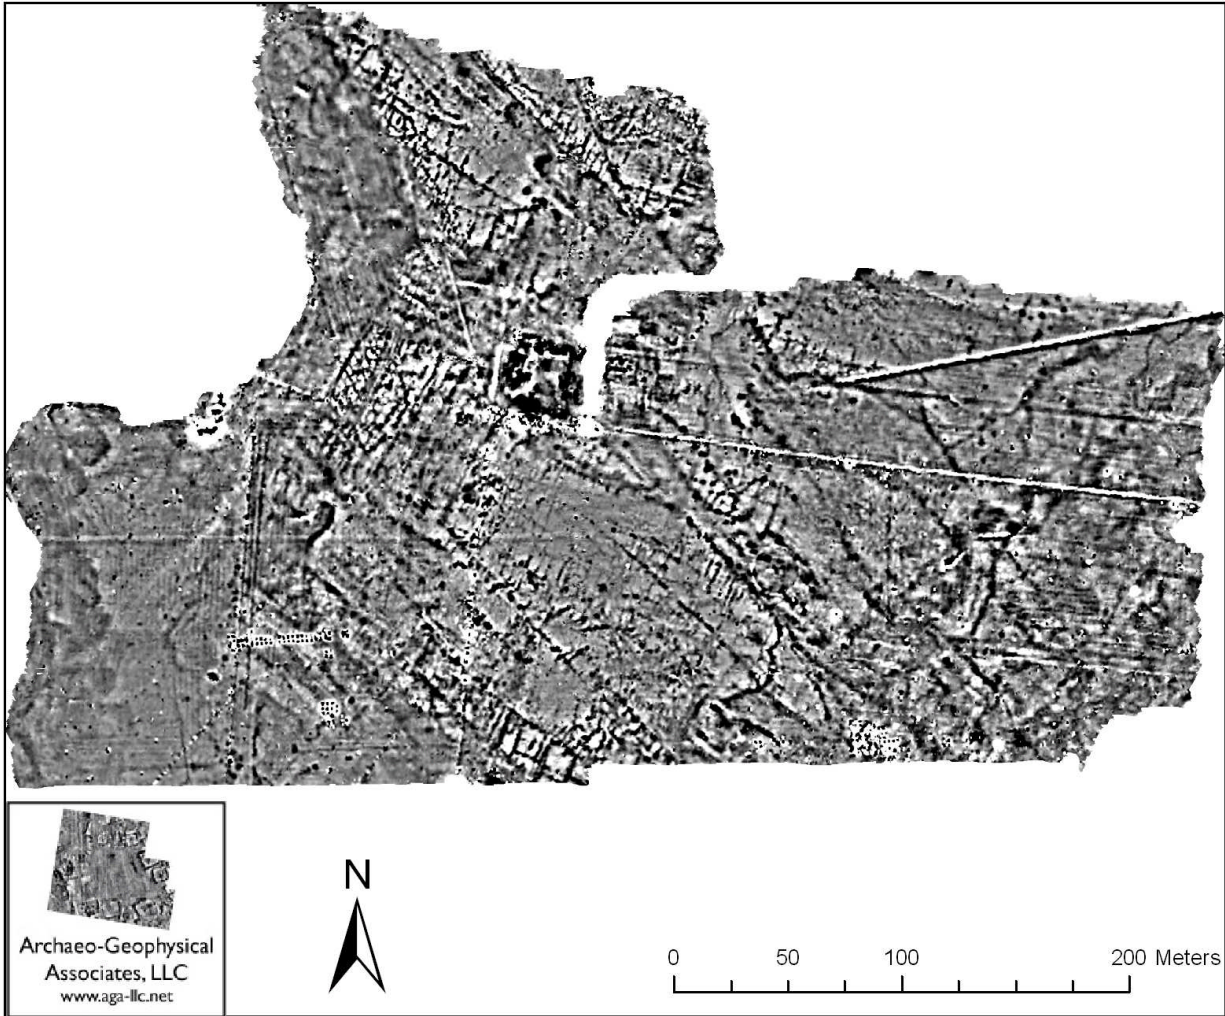 Archaeo-Geophysical
Associates, LLC
www.aga-llc.net
N
0 50 100 200 Meters